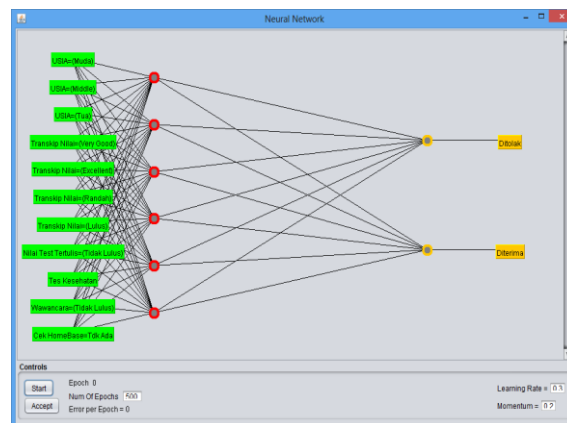 Neural Network
USIA=(Muda)
USIA=(Middle)
USIA=(Tua)
Transkip Nilai=(Very Good)
Transkip Nilai=(Excellent)
Transkip Nilai=(Randah)
Transkip Nilai=(Lulus)
Nilai Test Tertulis=(Tidak Lulus)
Tes Kesehatan
Wawancara=(Tidak Lulus)
Cek HomeBase=Tdk Ada
Ditolak
Diterima
Controls
Start
Accept
Epoch 0
Num Of Epochs 500
Error per Epoch = 0
Learning Rate = 0.3
Momentum = 0.2